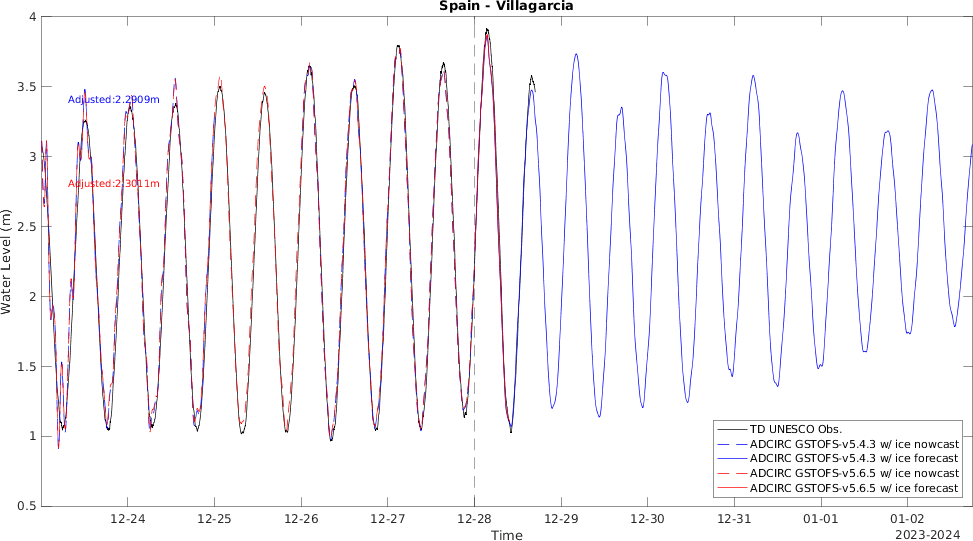 Spain - Villagarcia
4
3.5
3
2.5
2
1.5
1
0.5
Water Level (m)
Adjusted:2.2909m
Adjusted:2.3011m
TD UNESCO Obs.
ADCIRC GSTOFS-v5.4.3 w/ ice nowcast
ADCIRC GSTOFS-v5.4.3 w/ ice forecast
ADCIRC GSTOFS-v5.6.5 w/ ice nowcast
ADCIRC GSTOFS-v5.6.5 w/ ice forecast
12-24 12-25 12-26 12-27 12-28 12-29 12-30 12-31 01-01 01-02
Time
2023-2024